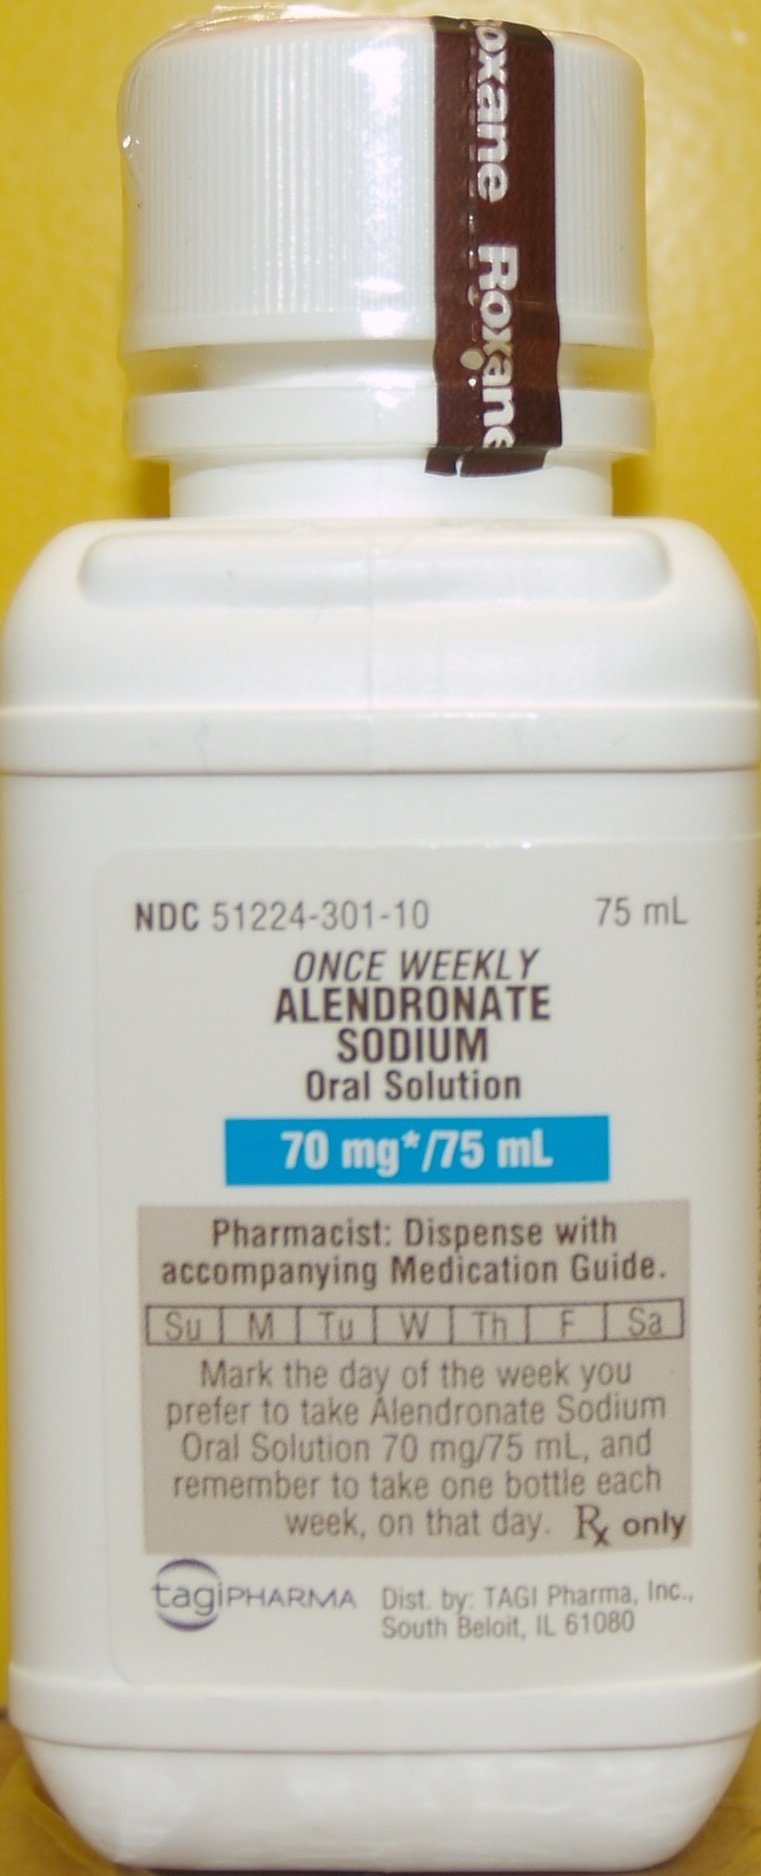 oxane Roxane
NDC 51224-301-10 75 mL
ONCE WEEKLY
ALENDRONATE
SODIUM
Oral Solution
70 mg*/75 mL
Pharmacist: Dispense with
accompanying Medication Guide.
Su M Tu W Th F Sa
Mark the day of the week you
prefer to take Alendronate Sodium
Oral Solution 70 mg/75 mL, and
remember to take one bottle each
week, on that day. Rx only
tagiPHARMA Dist. by: TAGI Pharma, Inc.,
South Beloit, IL 61080